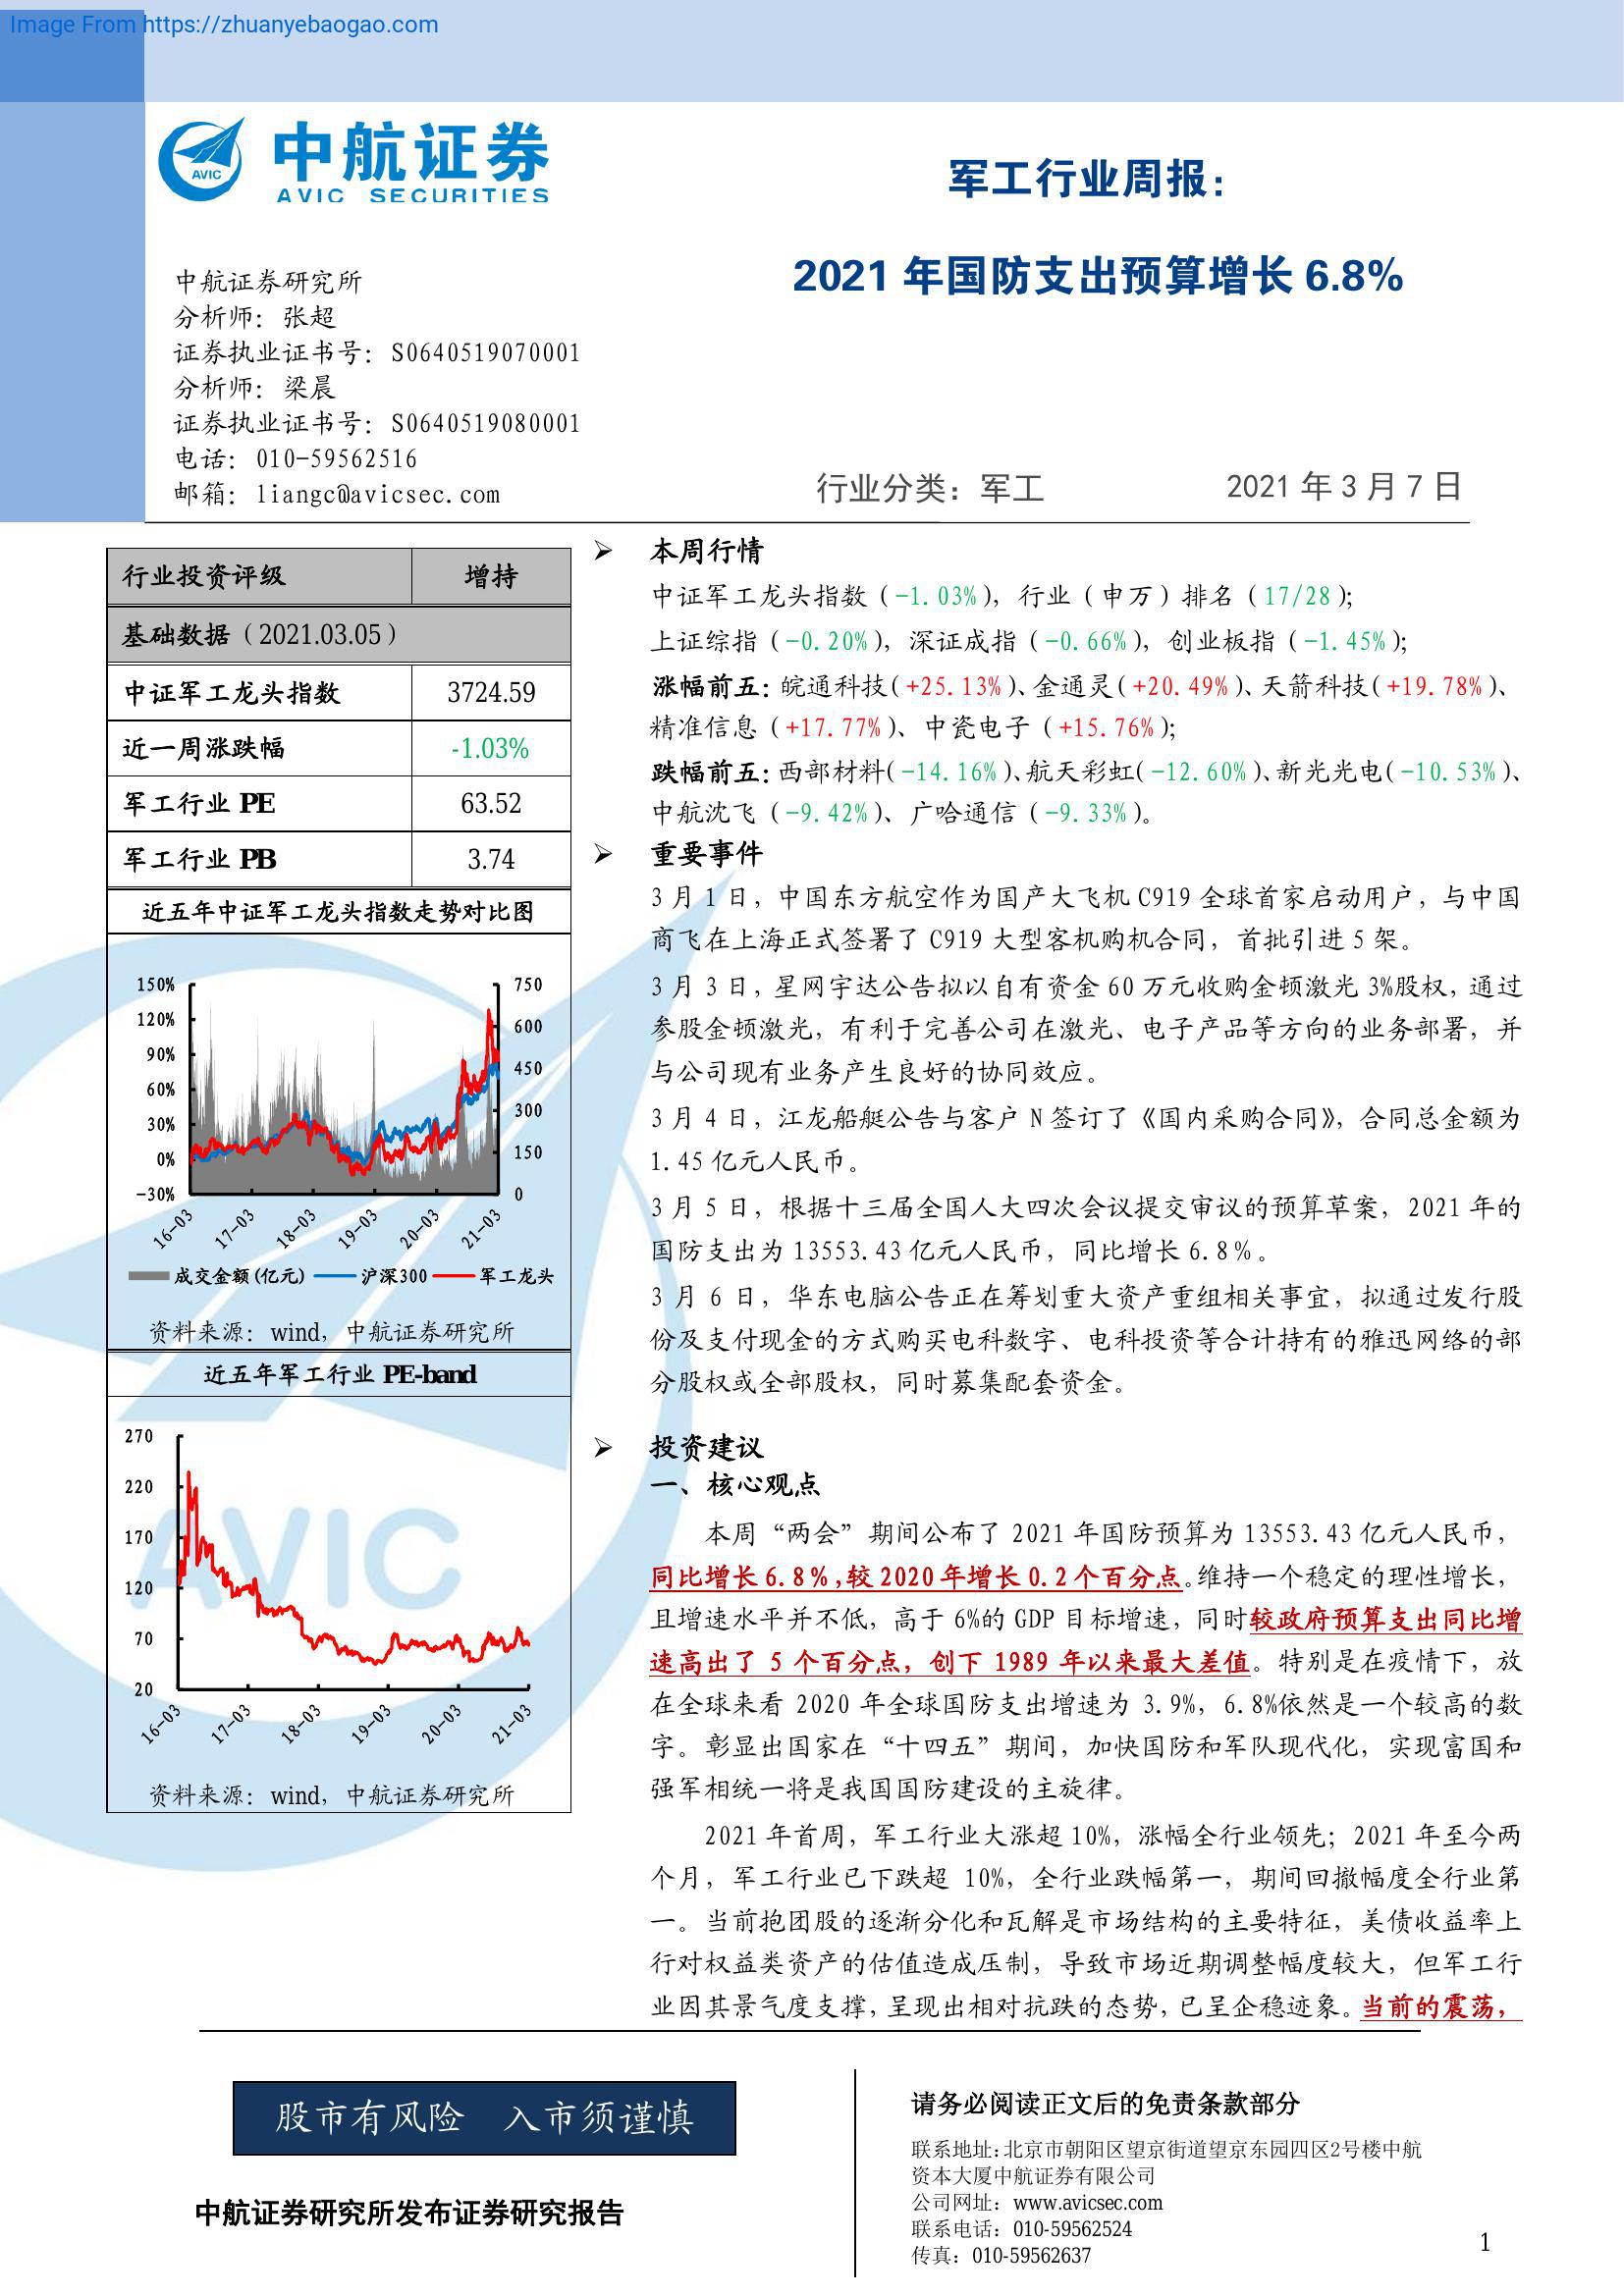 Image From https://zhuanyebaogao.com
中航证券
AVIC SECURITIES
AVIC
军工行业周报：
2021 年国防支出预算增长 6.8%
中航证券研究所
分析师： 张超
证券执业证书号： S0640519070001
分析师： 梁晨
证券执业证书号： S0640519080001
电话： 010-59562516
邮箱： liangc@avicsec.com
行业分类：军工
2021 年 3 月 7 日
行业投资评级 增持
基础数据（2021.03.05）
中证军工龙头指数 3724.59
近一周涨跌幅 -1.03%
军工行业 PE 63.52
军工行业 PB 3.74
近五年中证军工龙头指数走势对比图
150%
120%
90%
60%
30%
0%
-30%
750
600
450
300
150
0
16-03 17-03 18-03 19-03 20-03 21-03
成交金额(亿元) 沪深300 军工龙头
资料来源：wind，中航证券研究所
近五年军工行业 PE-band
270
220
170
120
70
20
16-03 17-03 18-03 19-03 20-03 21-03
资料来源：wind，中航证券研究所
AVIC
➢ 本周行情
中证军工龙头指数（-1.03%），行业（申万）排名（17/28）；
上证综指（-0.20%），深证成指（-0.66%），创业板指（-1.45%）；
涨幅前五：皖通科技（+25.13%）、金通灵（+20.49%）、天箭科技（+19.78%）、
精准信息（+17.77%）、中瓷电子（+15.76%）；
跌幅前五：西部材料（-14.16%）、航天彩虹（-12.60%）、新光光电（-10.53%）、
中航沈飞（-9.42%）、广哈通信（-9.33%）。
➢ 重要事件
3 月 1 日，中国东方航空作为国产大飞机 C919 全球首家启动用户，与中国
商飞在上海正式签署了 C919 大型客机购机合同，首批引进 5 架。
3 月 3 日，星网宇达公告拟以自有资金 60 万元收购金顿激光 3%股权，通过
参股金顿激光，有利于完善公司在激光、电子产品等方向的业务部署，并
与公司现有业务产生良好的协同效应。
3 月 4 日，江龙船艇公告与客户 N 签订了《国内采购合同》，合同总金额为
1.45 亿元人民币。
3 月 5 日，根据十三届全国人大四次会议提交审议的预算草案，2021 年的
国防支出为 13553.43 亿元人民币，同比增长 6.8%。
3 月 6 日，华东电脑公告正在筹划重大资产重组相关事宜，拟通过发行股
份及支付现金的方式购买电科数字、电科投资等合计持有的雅迅网络的部
分股权或全部股权，同时募集配套资金。
➢ 投资建议
一、核心观点
本周“两会”期间公布了 2021 年国防预算为 13553.43 亿元人民币，
同比增长 6.8%，较 2020 年增长 0.2 个百分点。维持一个稳定的理性增长，
且增速水平并不低，高于 6%的 GDP 目标增速，同时较政府预算支出同比增
速高出了 5 个百分点，创下 1989 年以来最大差值。特别是在疫情下，放
在全球来看 2020 年全球国防支出增速为 3.9%，6.8%依然是一个较高的数
字。彰显出国家在“十四五”期间，加快国防和军队现代化，实现富国和
强军相统一将是我国国防建设的主旋律。
2021 年首周，军工行业大涨超 10%，涨幅全行业领先；2021 年至今两
个月，军工行业已下跌超 10%，全行业跌幅第一，期间回撤幅度全行业第
一。当前抱团股的逐渐分化和瓦解是市场结构的主要特征，美债收益率上
行对权益类资产的估值造成压制，导致市场近期调整幅度较大，但军工行
业因其景气度支撑，呈现出相对抗跌的态势，已呈企稳迹象。当前的震荡，
股市有风险 入市须谨慎
中航证券研究所发布证券研究报告
请务必阅读正文后的免责条款部分
联系地址：北京市朝阳区望京街道望京东园四区2号楼中航
资本大厦中航证券有限公司
公司网址：www.avicsec.com
联系电话：010-59562524
传真：010-59562637
1